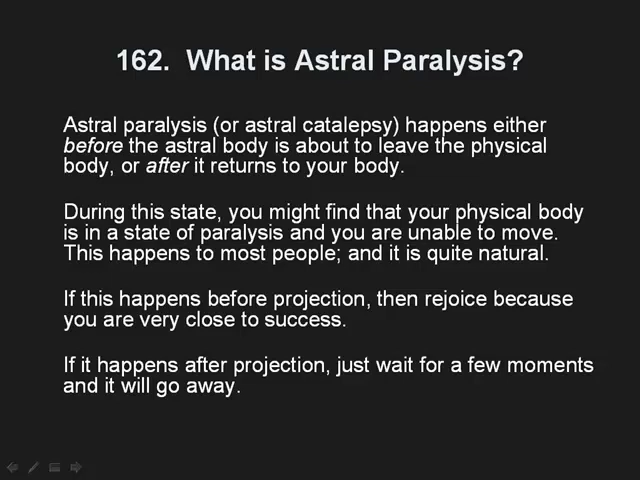 162.  What is Astral Paralysis?
Astral paralysis (or astral catalepsy) happens either
before the astral body is about to leave the physical
body, or after it returns to your body.
During this state, you might find that your physical body
is in a state of paralysis and you are unable to move.
This happens to most people; and it is quite natural.
If this happens before projection, then rejoice because
you are very close to success.
If it happens after projection, just wait for a few moments
and it will go away.